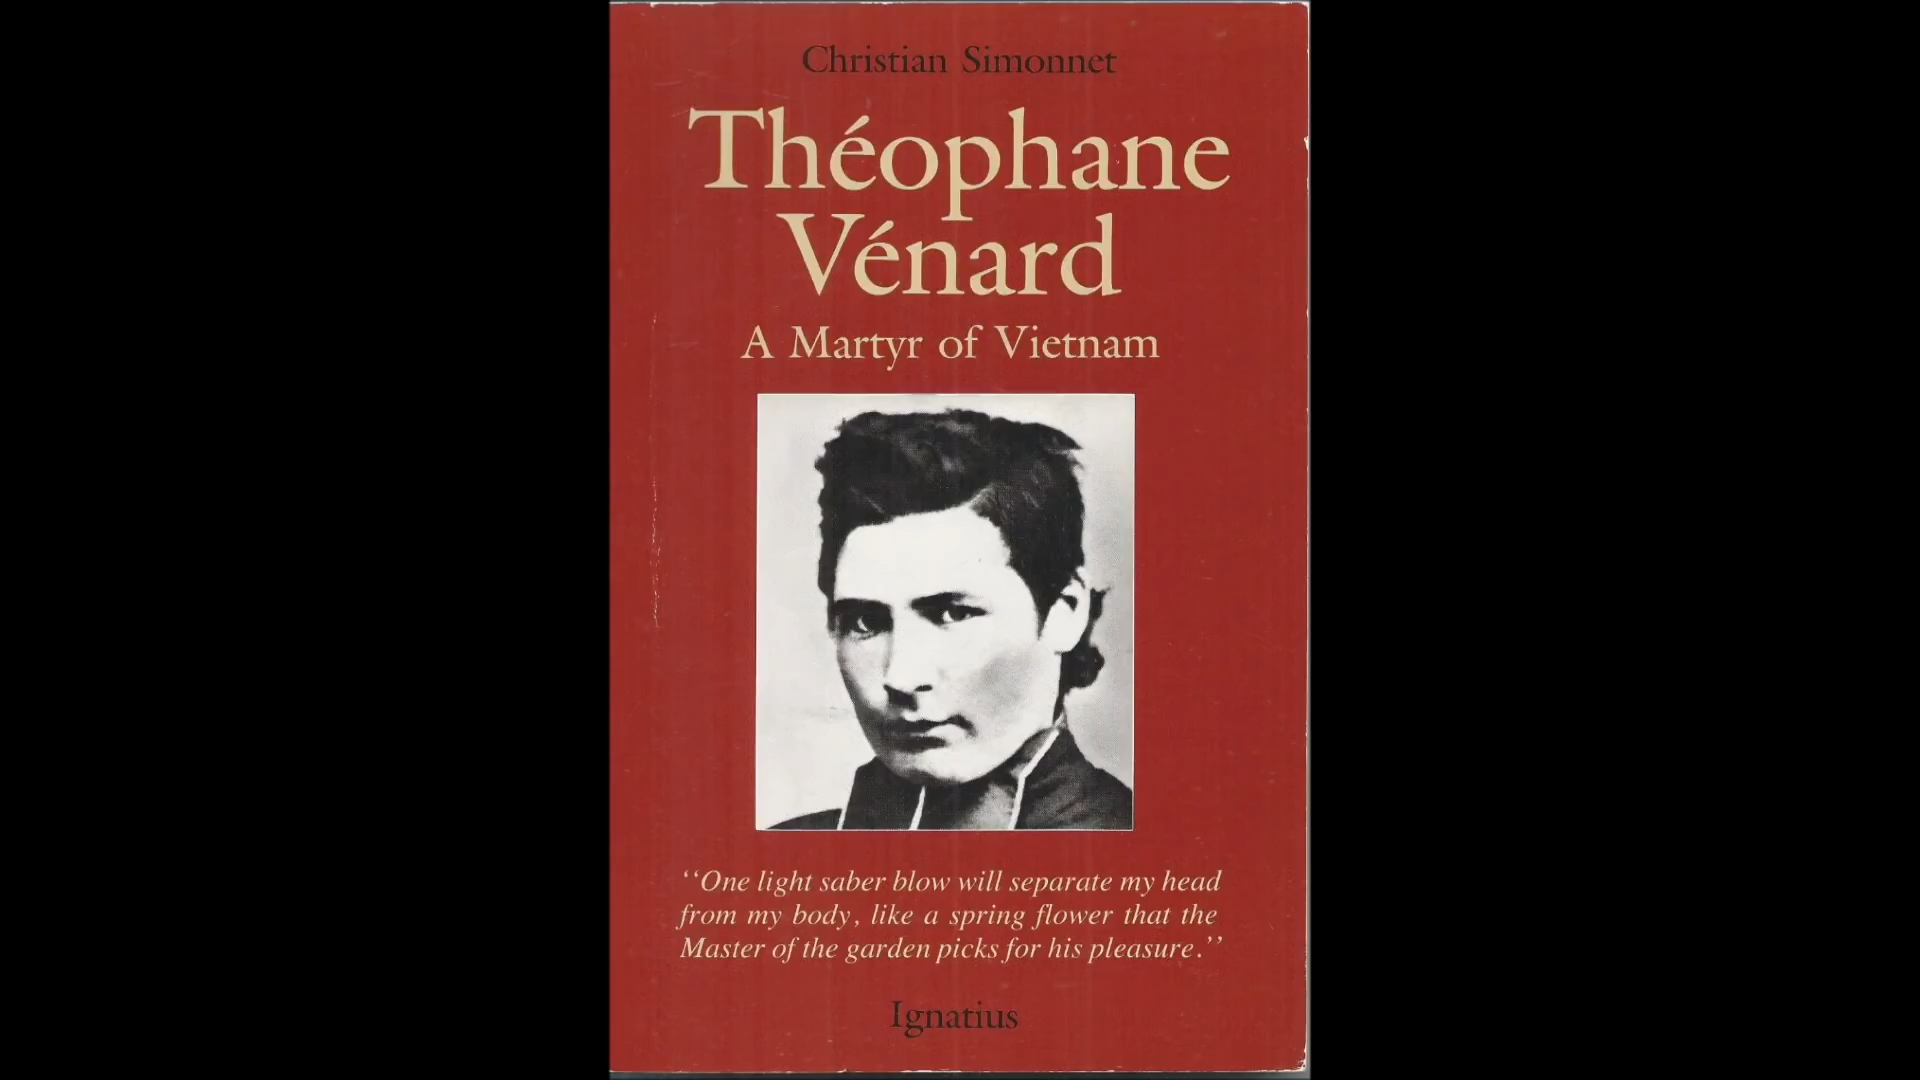 Christian Simonnet
Théophane
Vénard
A Martyr of Vietnam
‘‘One light saber blow will separate my head
from my body, like a spring flower that the
Master of the garden picks for his pleasure.’’
Ignatius